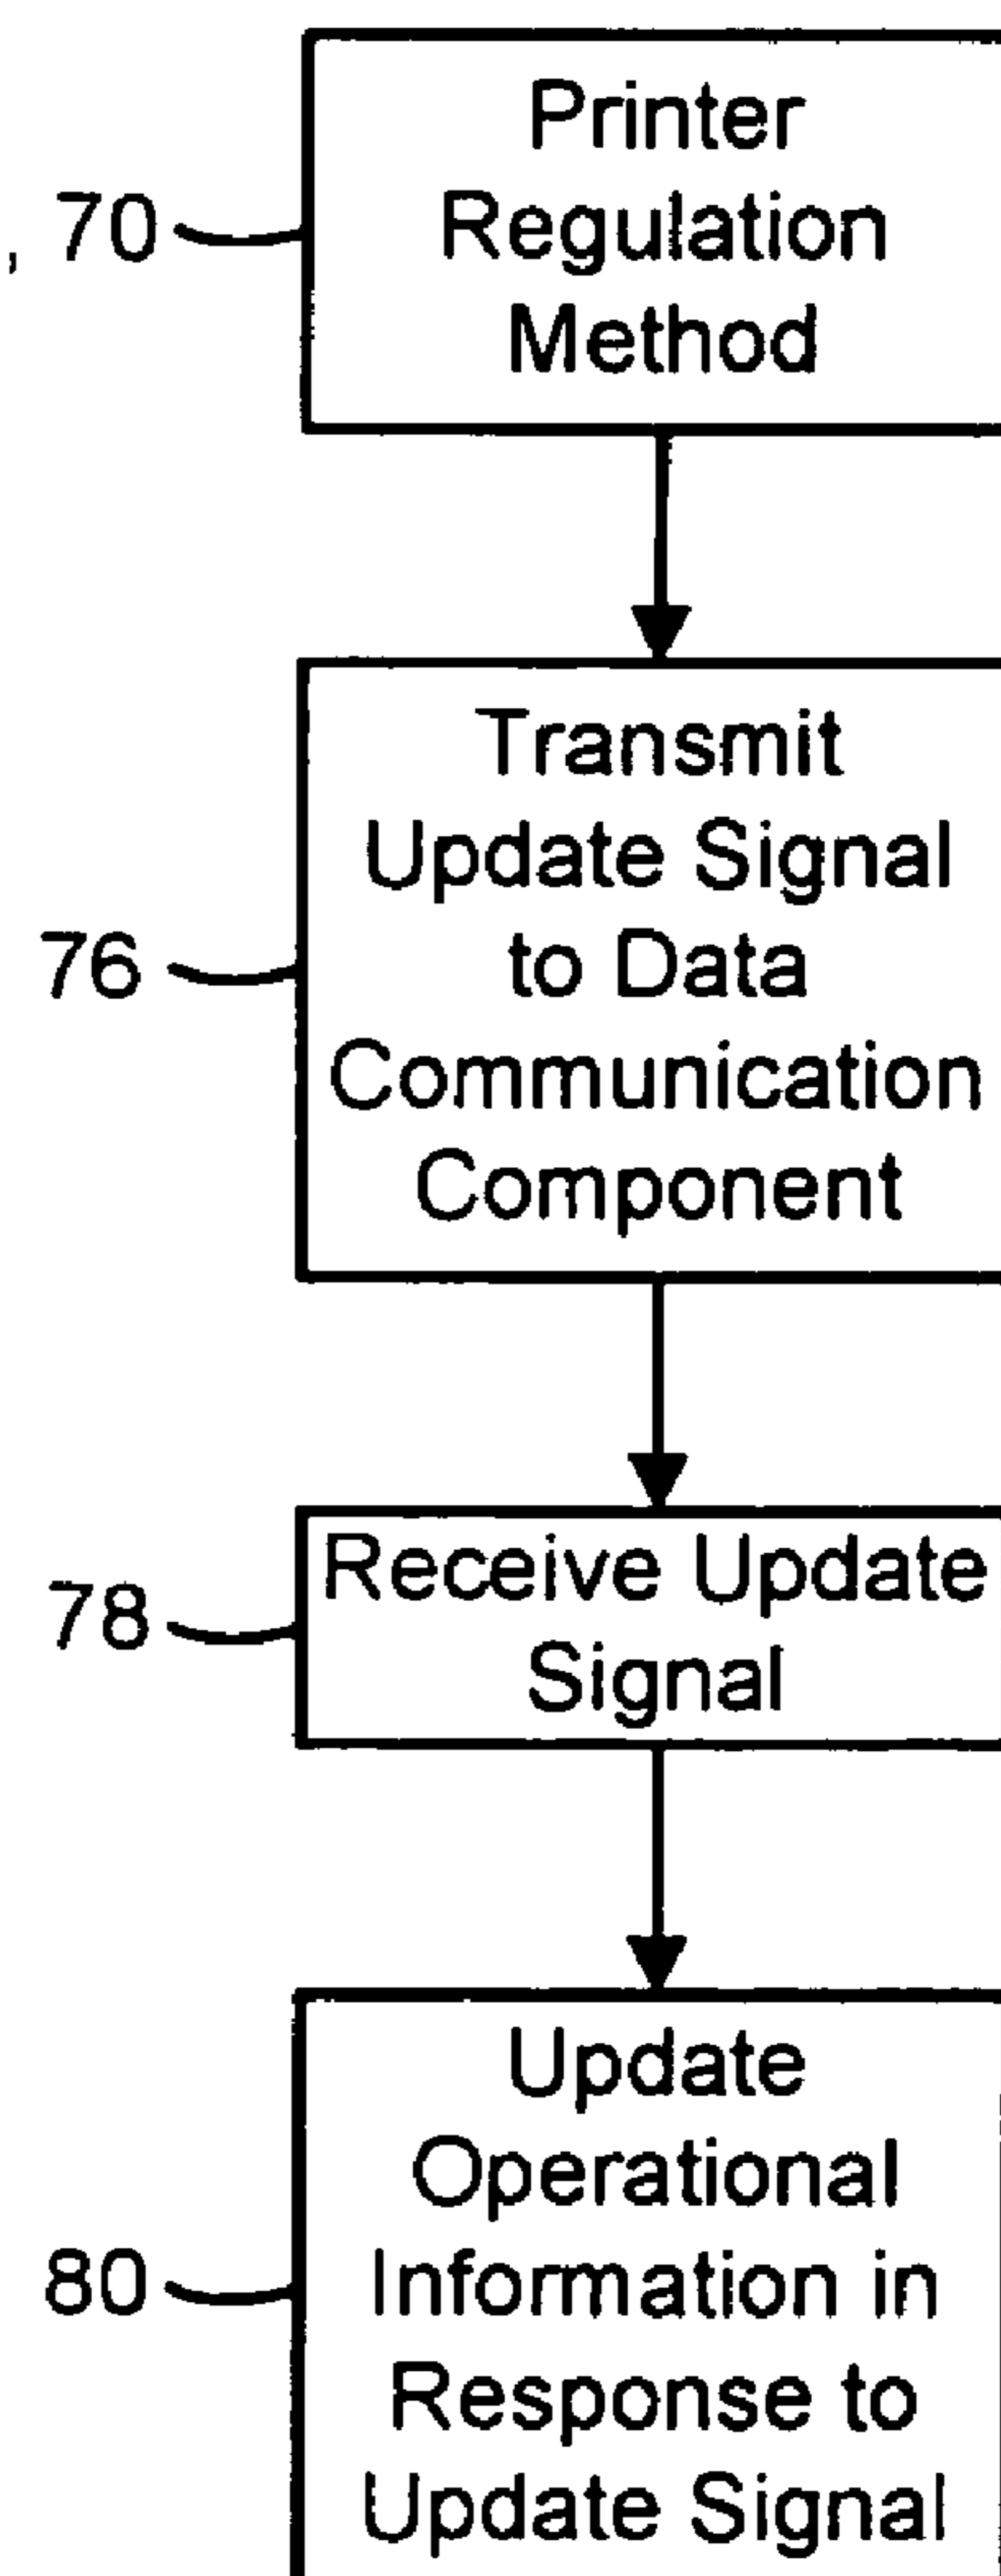 , 70
Printer
Regulation
Method
76
Transmit
Update Signal
to Data
Communication
Component
78
Receive Update
Signal
80
Update
Operational
Information in
Response to
Update Signal